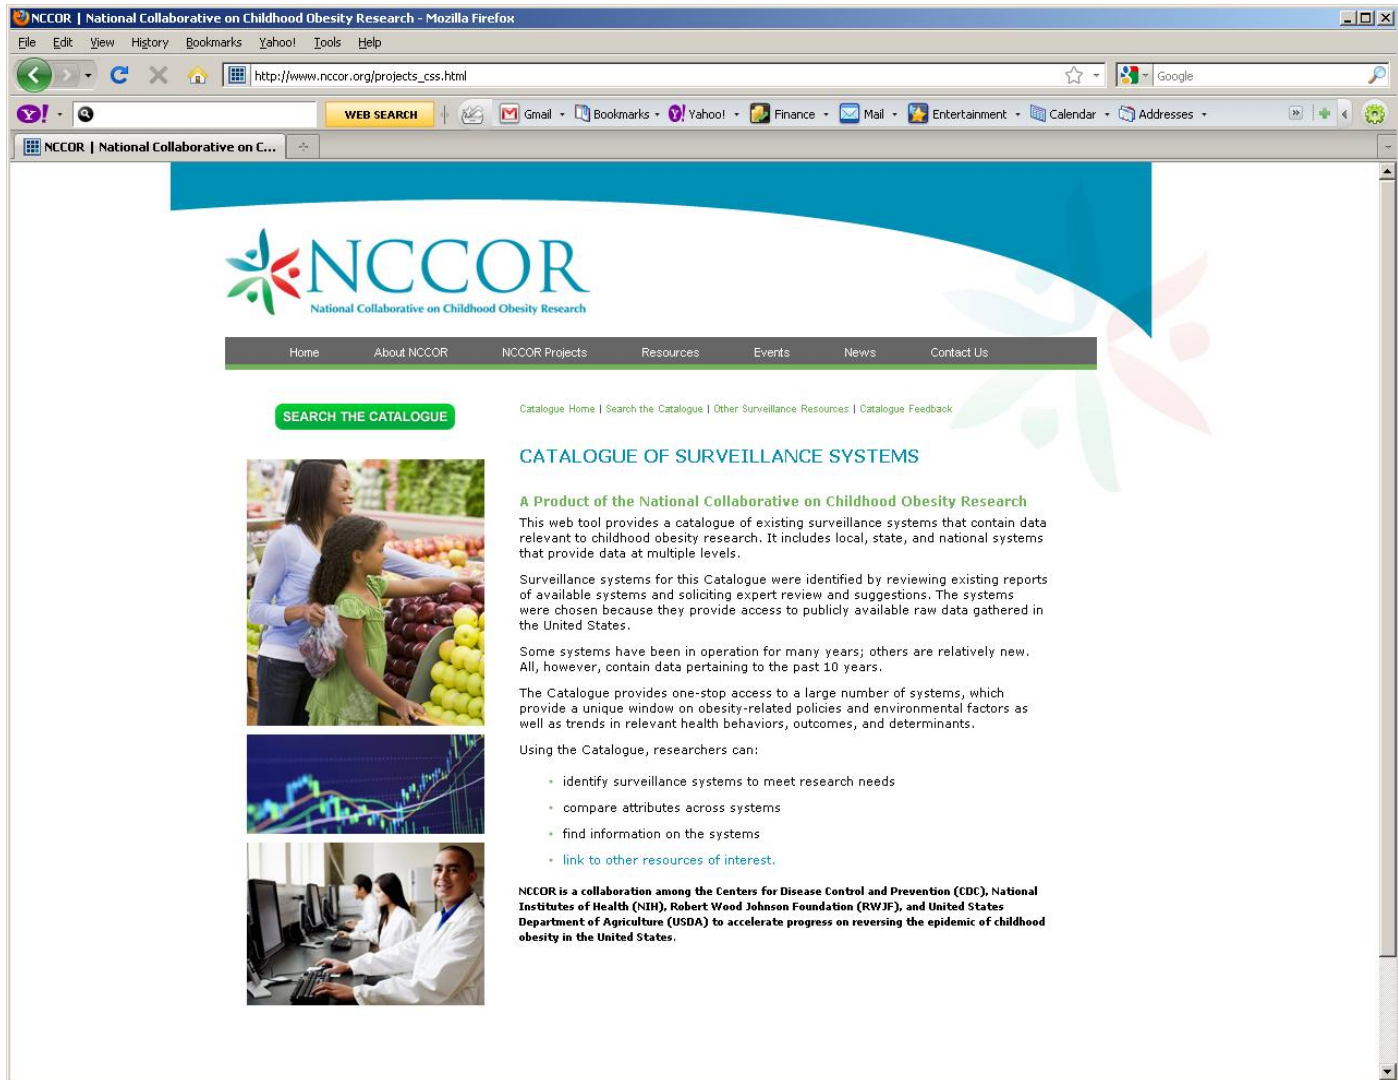 NCCOR | National Collaborative on Childhood Obesity Research - Mozilla Firefox
File Edit View History Bookmarks Yahoo! Tools Help
http://www.nccor.org/projects_css.html
Google
WEB SEARCH
Gmail Bookmarks Yahoo! Finance Mail Entertainment Calendar Addresses
NCCOR | National Collaborative on C...
NCCOR
National Collaborative on Childhood Obesity Research
Home About NCCOR NCCOR Projects Resources Events News Contact Us
SEARCH THE CATALOGUE
Catalogue Home | Search the Catalogue | Other Surveillance Resources | Catalogue Feedback
CATALOGUE OF SURVEILLANCE SYSTEMS
A Product of the National Collaborative on Childhood Obesity Research
This web tool provides a catalogue of existing surveillance systems that contain data
relevant to childhood obesity research. It includes local, state, and national systems
that provide data at multiple levels.
Surveillance systems for this Catalogue were identified by reviewing existing reports
of available systems and soliciting expert review and suggestions. The systems
were chosen because they provide access to publicly available raw data gathered in
the United States.
Some systems have been in operation for many years; others are relatively new.
All, however, contain data pertaining to the past 10 years.
The Catalogue provides one-stop access to a large number of systems, which
provide a unique window on obesity-related policies and environmental factors as
well as trends in relevant health behaviors, outcomes, and determinants.
Using the Catalogue, researchers can:
• identify surveillance systems to meet research needs
• compare attributes across systems
• find information on the systems
• link to other resources of interest.
NCCOR is a collaboration among the Centers for Disease Control and Prevention (CDC), National
Institutes of Health (NIH), Robert Wood Johnson Foundation (RWJF), and United States
Department of Agriculture (USDA) to accelerate progress on reversing the epidemic of childhood
obesity in the United States.